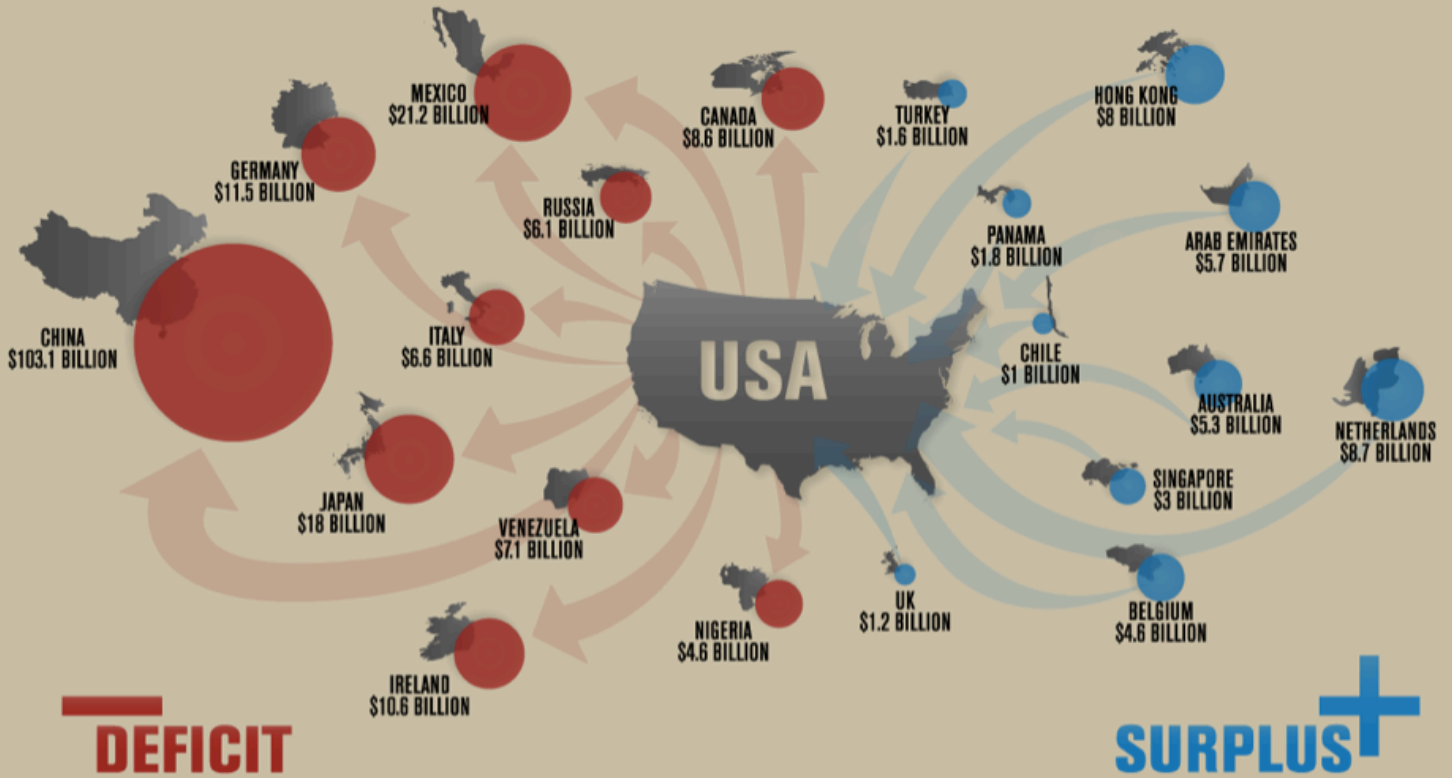 MEXICO
$21.2 BILLION
CANADA
$8.6 BILLION
TURKEY
$1.6 BILLION
HONG KONG
$8 BILLION
GERMANY
$11.5 BILLION
RUSSIA
$6.1 BILLION
PANAMA
$1.8 BILLION
ARAB EMIRATES
$5.7 BILLION
CHINA
$103.1 BILLION
ITALY
$6.6 BILLION
USA
CHILE
$1 BILLION
AUSTRALIA
$5.3 BILLION
NETHERLANDS
$8.7 BILLION
JAPAN
$18 BILLION
VENEZUELA
$7.1 BILLION
SINGAPORE
$3 BILLION
IRELAND
$10.6 BILLION
NIGERIA
$4.6 BILLION
UK
$1.2 BILLION
BELGIUM
$4.6 BILLION
DEFICIT
SURPLUS